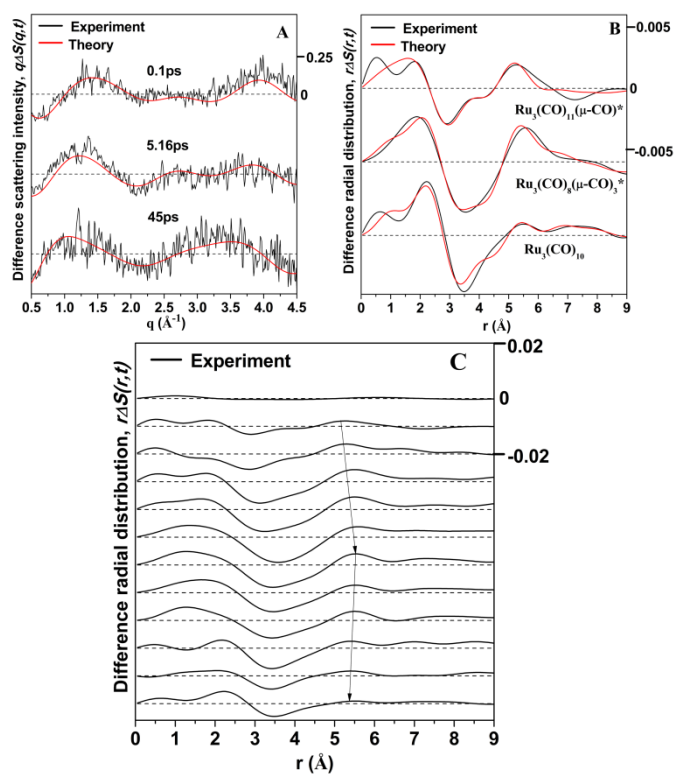 Difference scattering intensity, qΔS(q,t)
Experiment
Theory
A
0.25
0
0.1ps
5.16ps
45ps
0.5 1.0 1.5 2.0 2.5 3.0 3.5 4.0 4.5
q (Å⁻¹)
Difference radial distribution, rΔS(r,t)
Experiment
Theory
B
-0.005
0
-0.005
Ru₃(CO)₁₁(μ-CO)*
Ru₃(CO)₈(μ-CO)₃*
Ru₃(CO)₁₀
0 1 2 3 4 5 6 7 8 9
r (Å)
Difference radial distribution, rΔS(r,t)
Experiment
C
0.02
0
-0.02
0 1 2 3 4 5 6 7 8 9
r (Å)